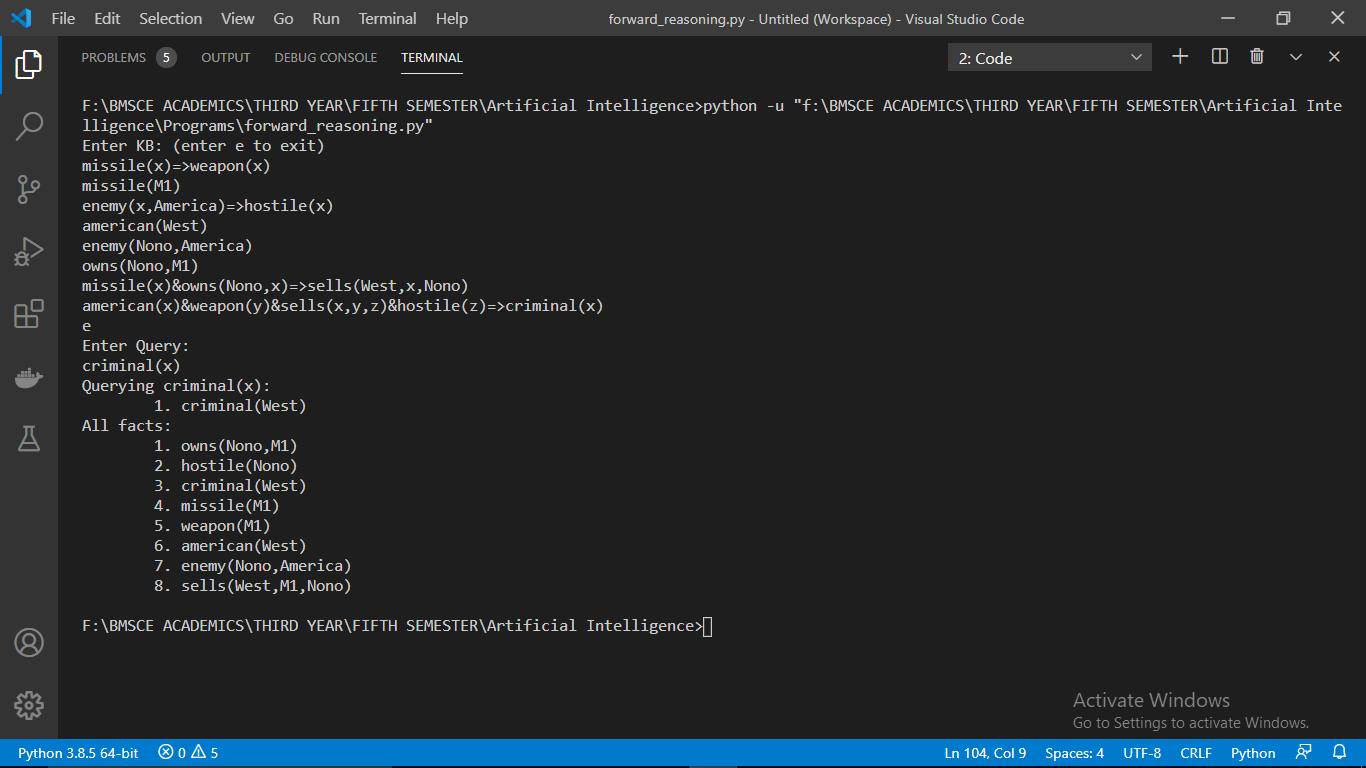 File Edit Selection View Go Run Terminal Help forward_reasoning.py - Untitled (Workspace) - Visual Studio Code
PROBLEMS 5 OUTPUT DEBUG CONSOLE TERMINAL 2: Code
F:\BMSCE ACADEMICS\THIRD YEAR\FIFTH SEMESTER\Artificial Intelligence>python -u "f:\BMSCE ACADEMICS\THIRD YEAR\FIFTH SEMESTER\Artificial Inte
lligence\Programs\forward_reasoning.py"
Enter KB: (enter e to exit)
missile(x)=>weapon(x)
missile(M1)
enemy(x,America)=>hostile(x)
american(West)
enemy(Nono,America)
owns(Nono,M1)
missile(x)&owns(Nono,x)=>sells(West,x,Nono)
american(x)&weapon(y)&sells(x,y,z)&hostile(z)=>criminal(x)
e
Enter Query:
criminal(x)
Querying criminal(x):
1. criminal(West)
All facts:
1. owns(Nono,M1)
2. hostile(Nono)
3. criminal(West)
4. missile(M1)
5. weapon(M1)
6. american(West)
7. enemy(Nono,America)
8. sells(West,M1,Nono)
F:\BMSCE ACADEMICS\THIRD YEAR\FIFTH SEMESTER\Artificial Intelligence>
Activate Windows
Go to Settings to activate Windows.
Python 3.8.5 64-bit 0 5 Ln 104, Col 9 Spaces: 4 UTF-8 CRLF Python